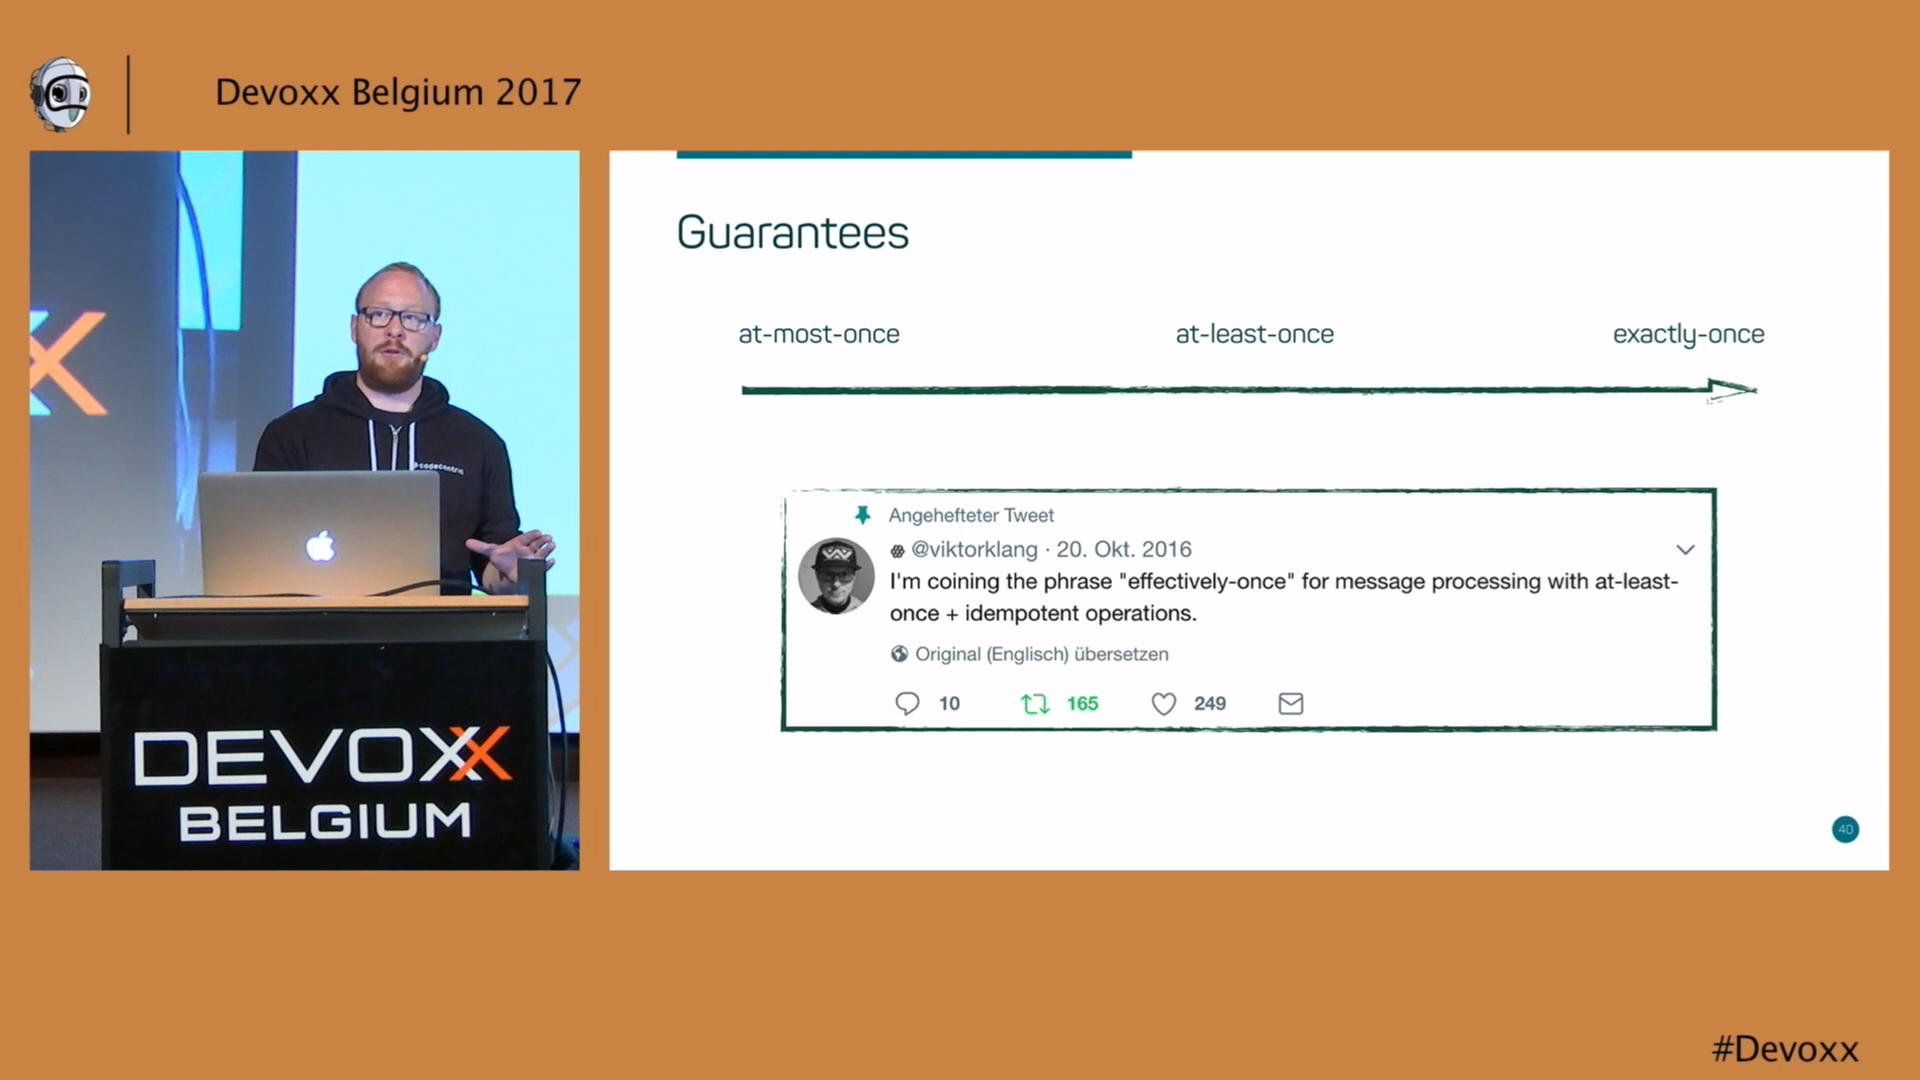 Devoxx Belgium 2017
codecentric
DEVOXX
BELGIUM
Guarantees
at-most-once at-least-once exactly-once
Angehefteter Tweet
@viktorklang · 20. Okt. 2016
I'm coining the phrase "effectively-once" for message processing with at-least-
once + idempotent operations.
Original (Englisch) übersetzen
10 165 249
40
#Devoxx